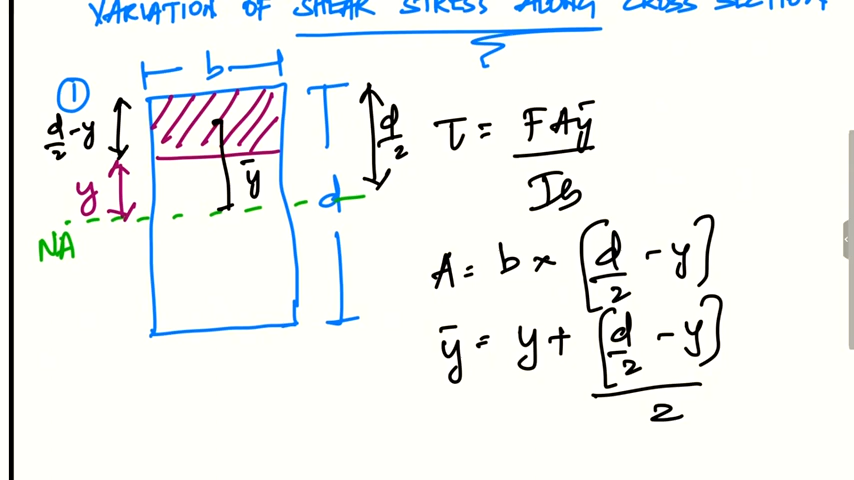 VARIATION OF SHEAR STRESS ALONG CROSS SECTION
①
b
d/2 - y
y
ȳ
d/2
d
NA
τ = FAȳ / Ib
A = b × [d/2 - y]
ȳ = y + [d/2 - y] / 2